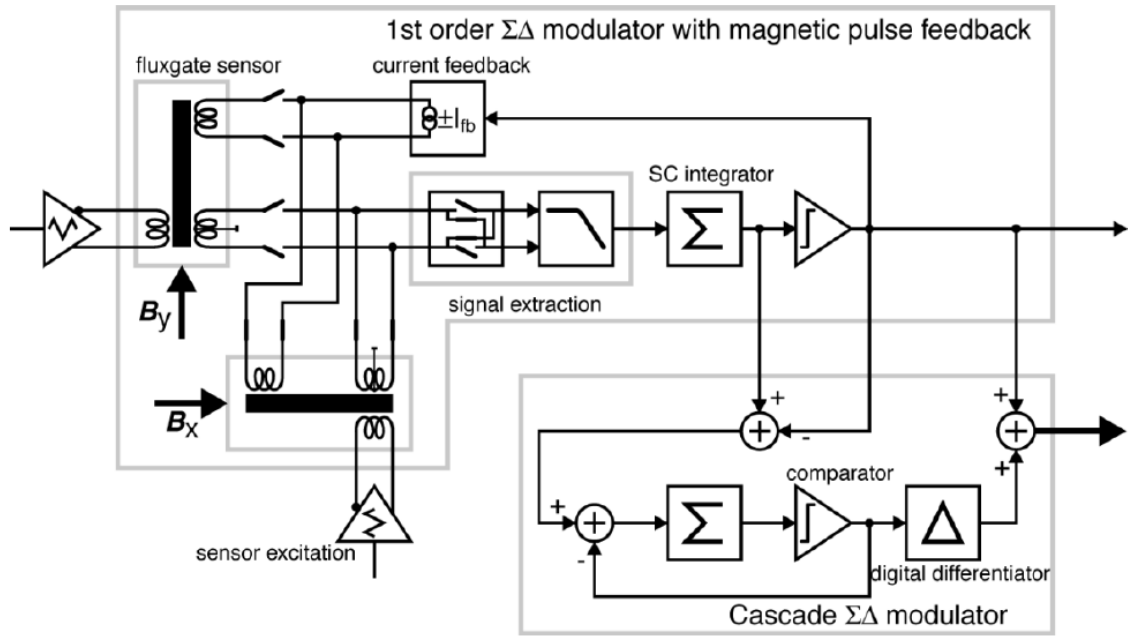 1st order ΣΔ modulator with magnetic pulse feedback
fluxgate sensor
current feedback
±Ifb
SC integrator
Σ
signal extraction
By
Bx
+
+
-
+
+
+
+
comparator
+
+
Σ
Δ
-
sensor excitation
digital differentiator
Cascade ΣΔ modulator